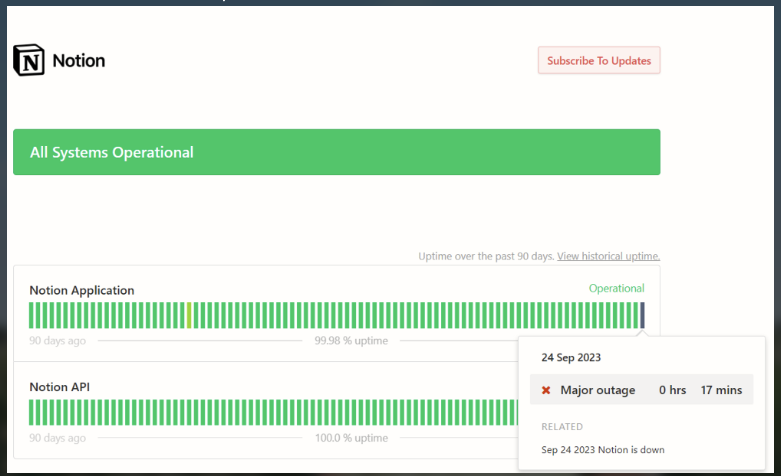 Notion
Subscribe To Updates
All Systems Operational
Uptime over the past 90 days. View historical uptime.
Notion Application
Operational
90 days ago
99.98 % uptime
24 Sep 2023
Major outage 0 hrs 17 mins
RELATED
Sep 24 2023 Notion is down
Notion API
90 days ago
100.0 % uptime